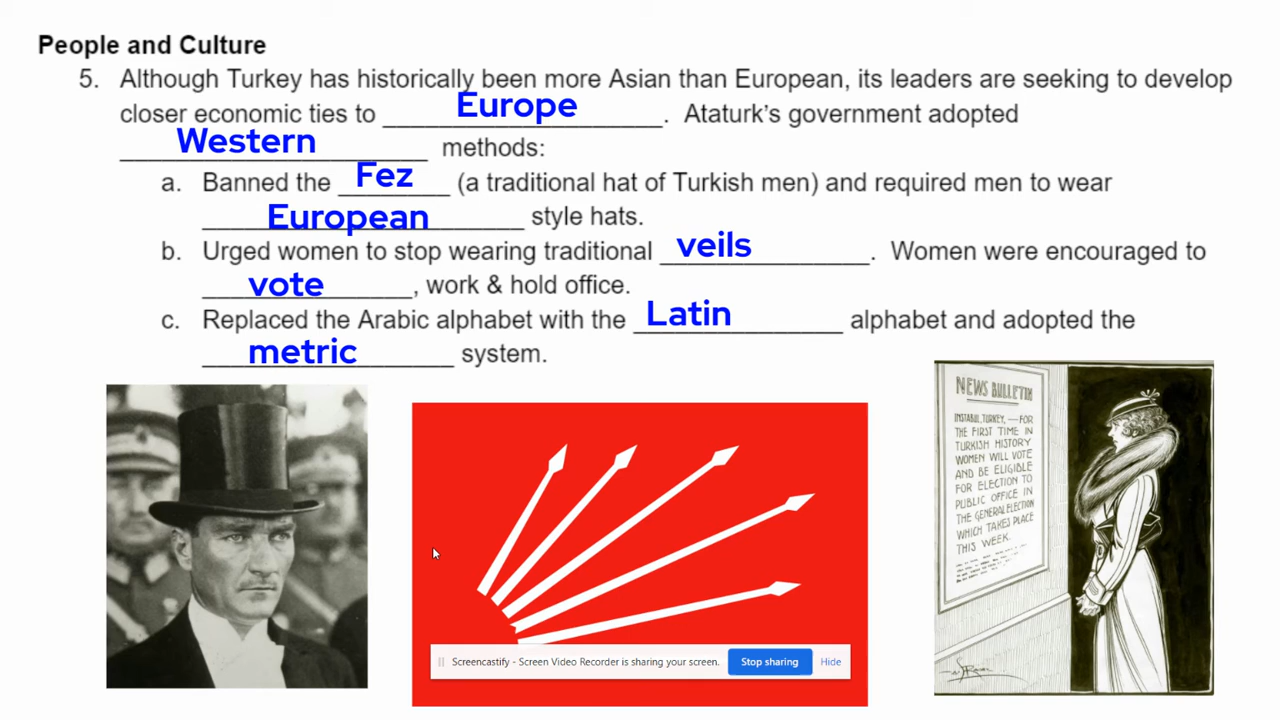 People and Culture
5. Although Turkey has historically been more Asian than European, its leaders are seeking to develop
closer economic ties to Europe. Ataturk's government adopted
Western methods:
a. Banned the Fez (a traditional hat of Turkish men) and required men to wear
European style hats.
b. Urged women to stop wearing traditional veils. Women were encouraged to
vote, work & hold office.
c. Replaced the Arabic alphabet with the Latin alphabet and adopted the
metric system.
NEWS BULLETIN
INSTABUL, TURKEY, — FOR
THE FIRST TIME IN
TURKISH HISTORY
WOMEN WILL VOTE
AND BE ELIGIBLE
FOR ELECTION TO
PUBLIC OFFICE IN
THE GENERAL ELECTION
WHICH TAKES PLACE
THIS WEEK.
Screencastify - Screen Video Recorder is sharing your screen. Stop sharing Hide